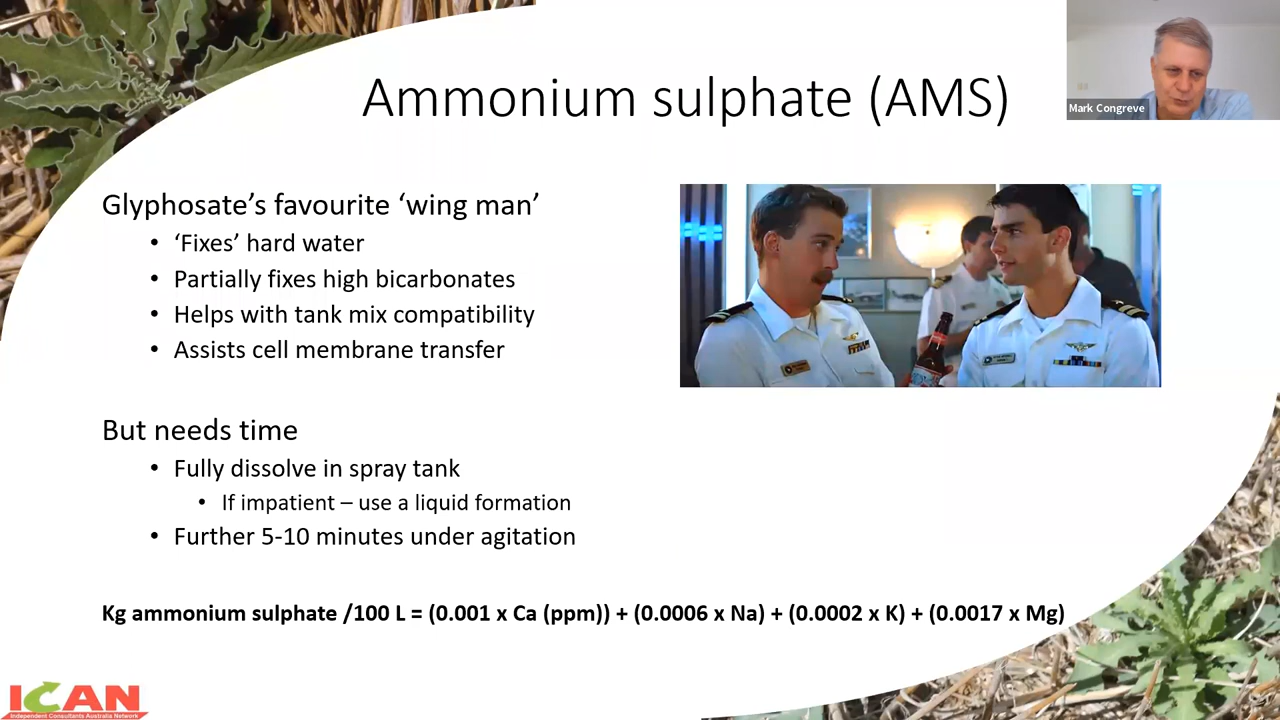 Ammonium sulphate (AMS)
Mark Congreve
Glyphosate’s favourite ‘wing man’
• ‘Fixes’ hard water
• Partially fixes high bicarbonates
• Helps with tank mix compatibility
• Assists cell membrane transfer
But needs time
• Fully dissolve in spray tank
• If impatient – use a liquid formation
• Further 5-10 minutes under agitation
Kg ammonium sulphate /100 L = (0.001 x Ca (ppm)) + (0.0006 x Na) + (0.0002 x K) + (0.0017 x Mg)
ICAN
Independent Consultants Australia Network